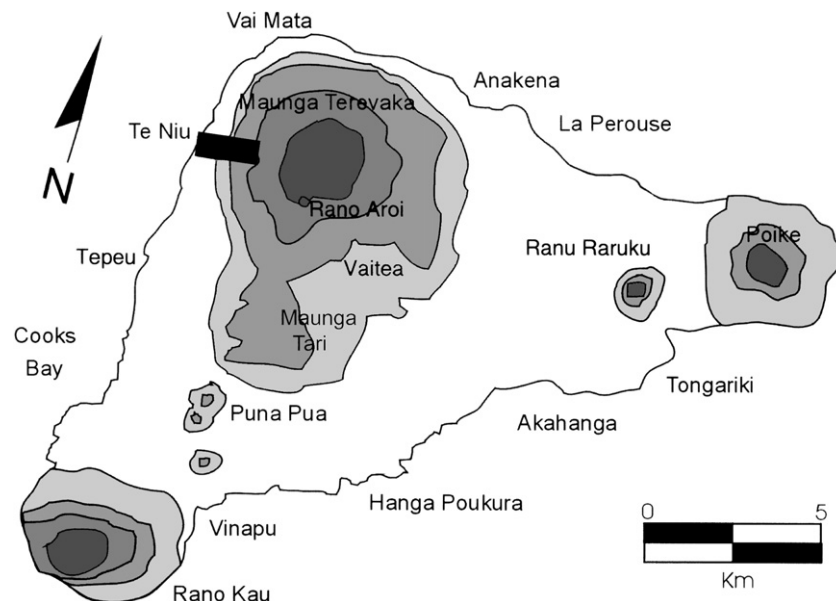 Vai Mata
Anakena
Maunga Terevaka
La Perouse
Te Niu
N
Rano Aroi
Poike
Tepeu
Vaitea
Ranu Raruku
Maunga
Tari
Cooks
Bay
Tongariki
Puna Pua
Akahanga
Hanga Poukura
0 5
Vinapu
Km
Rano Kau